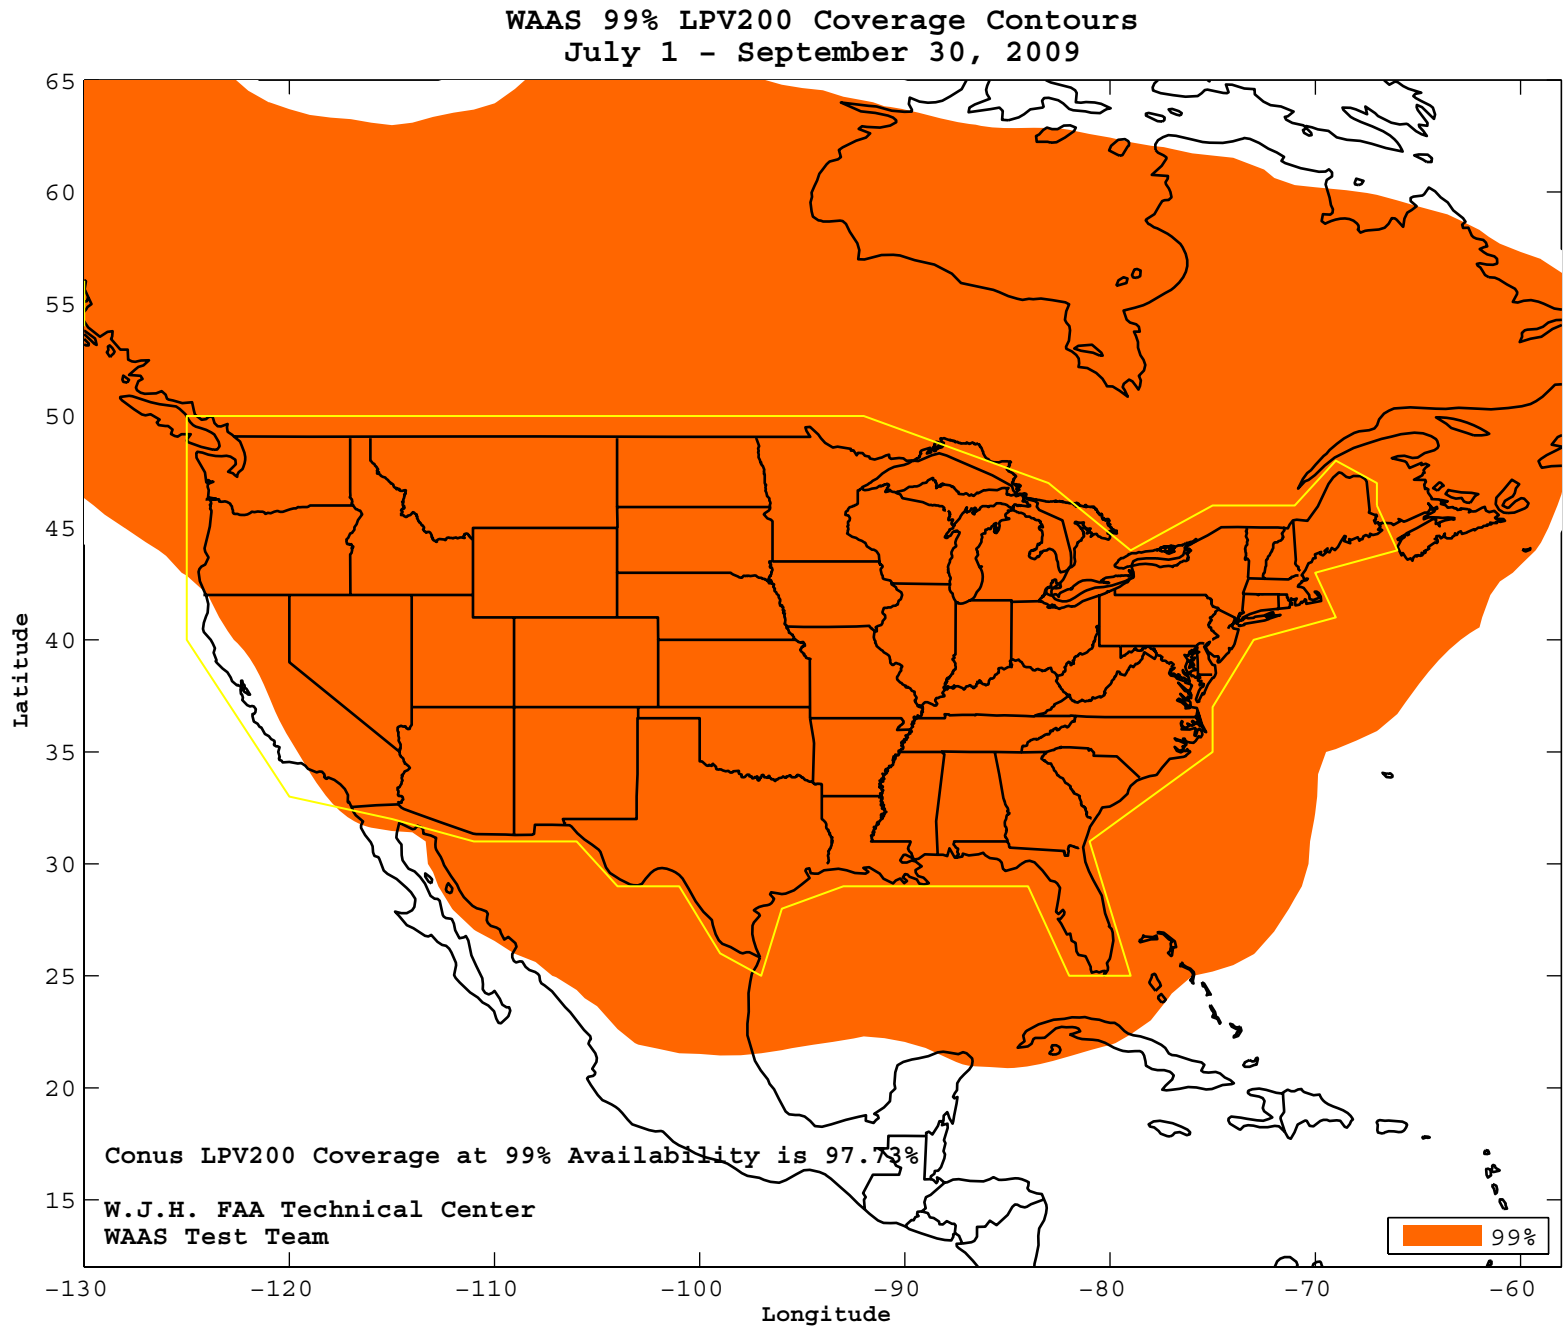 WAAS 99% LPV200 Coverage Contours
July 1 - September 30, 2009
65
60
55
50
45
40
35
30
25
20
15
Latitude
Conus LPV200 Coverage at 99% Availability is 97.73%
W.J.H. FAA Technical Center
WAAS Test Team
99%
-130 -120 -110 -100 -90 -80 -70 -60
Longitude